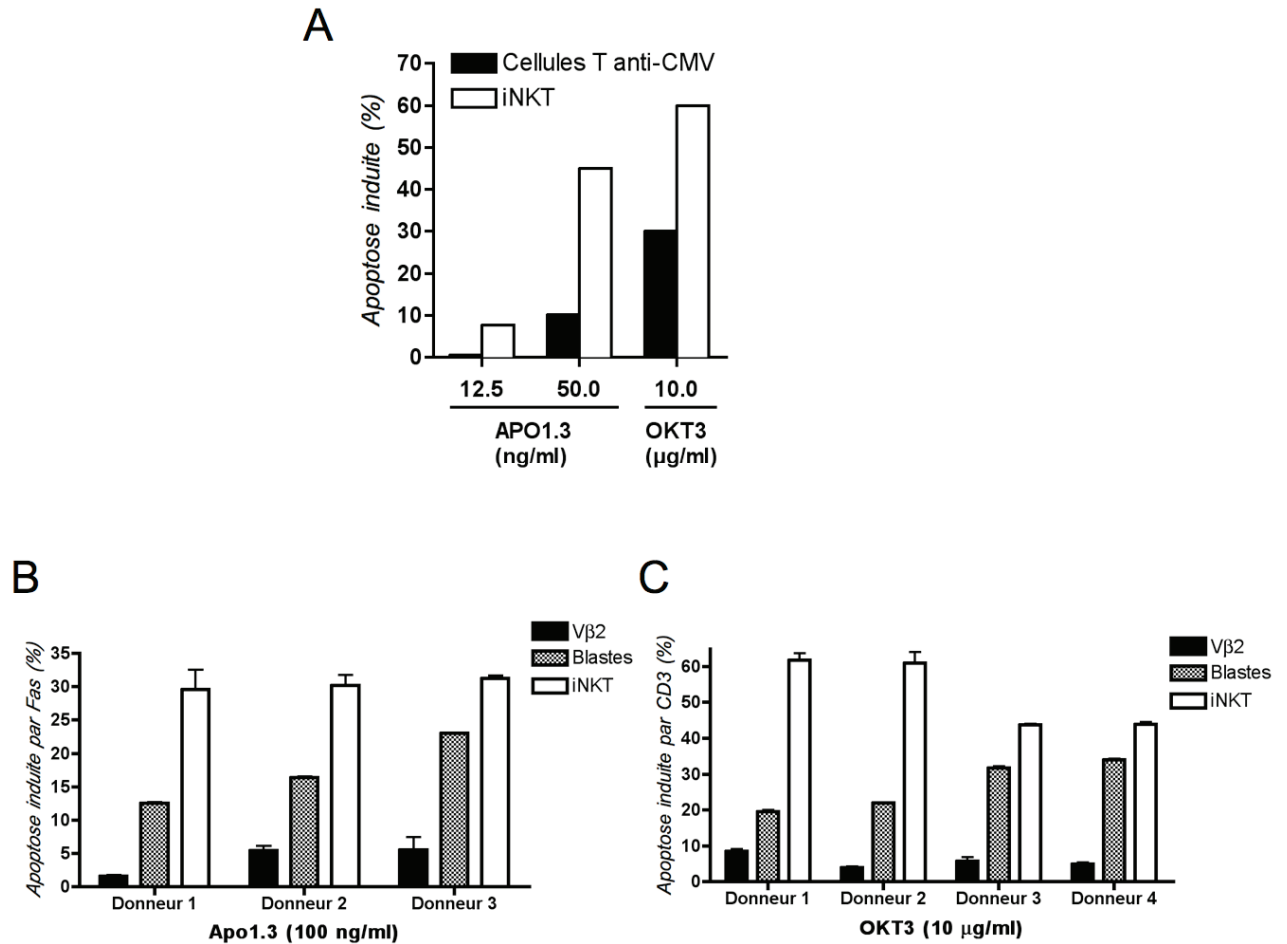 A
Apoptose induite (%)
70
60
50
40
30
20
10
0
Cellules T anti-CMV
iNKT
12.5 50.0 10.0
APO1.3 OKT3
(ng/ml) (µg/ml)
B
Apoptose induite par Fas (%)
35
30
25
20
15
10
5
0
Vβ2
Blastes
iNKT
Donneur 1 Donneur 2 Donneur 3
Apo1.3 (100 ng/ml)
C
Apoptose induite par CD3 (%)
60
50
40
30
20
10
0
Vβ2
Blastes
iNKT
Donneur 1 Donneur 2 Donneur 3 Donneur 4
OKT3 (10 µg/ml)